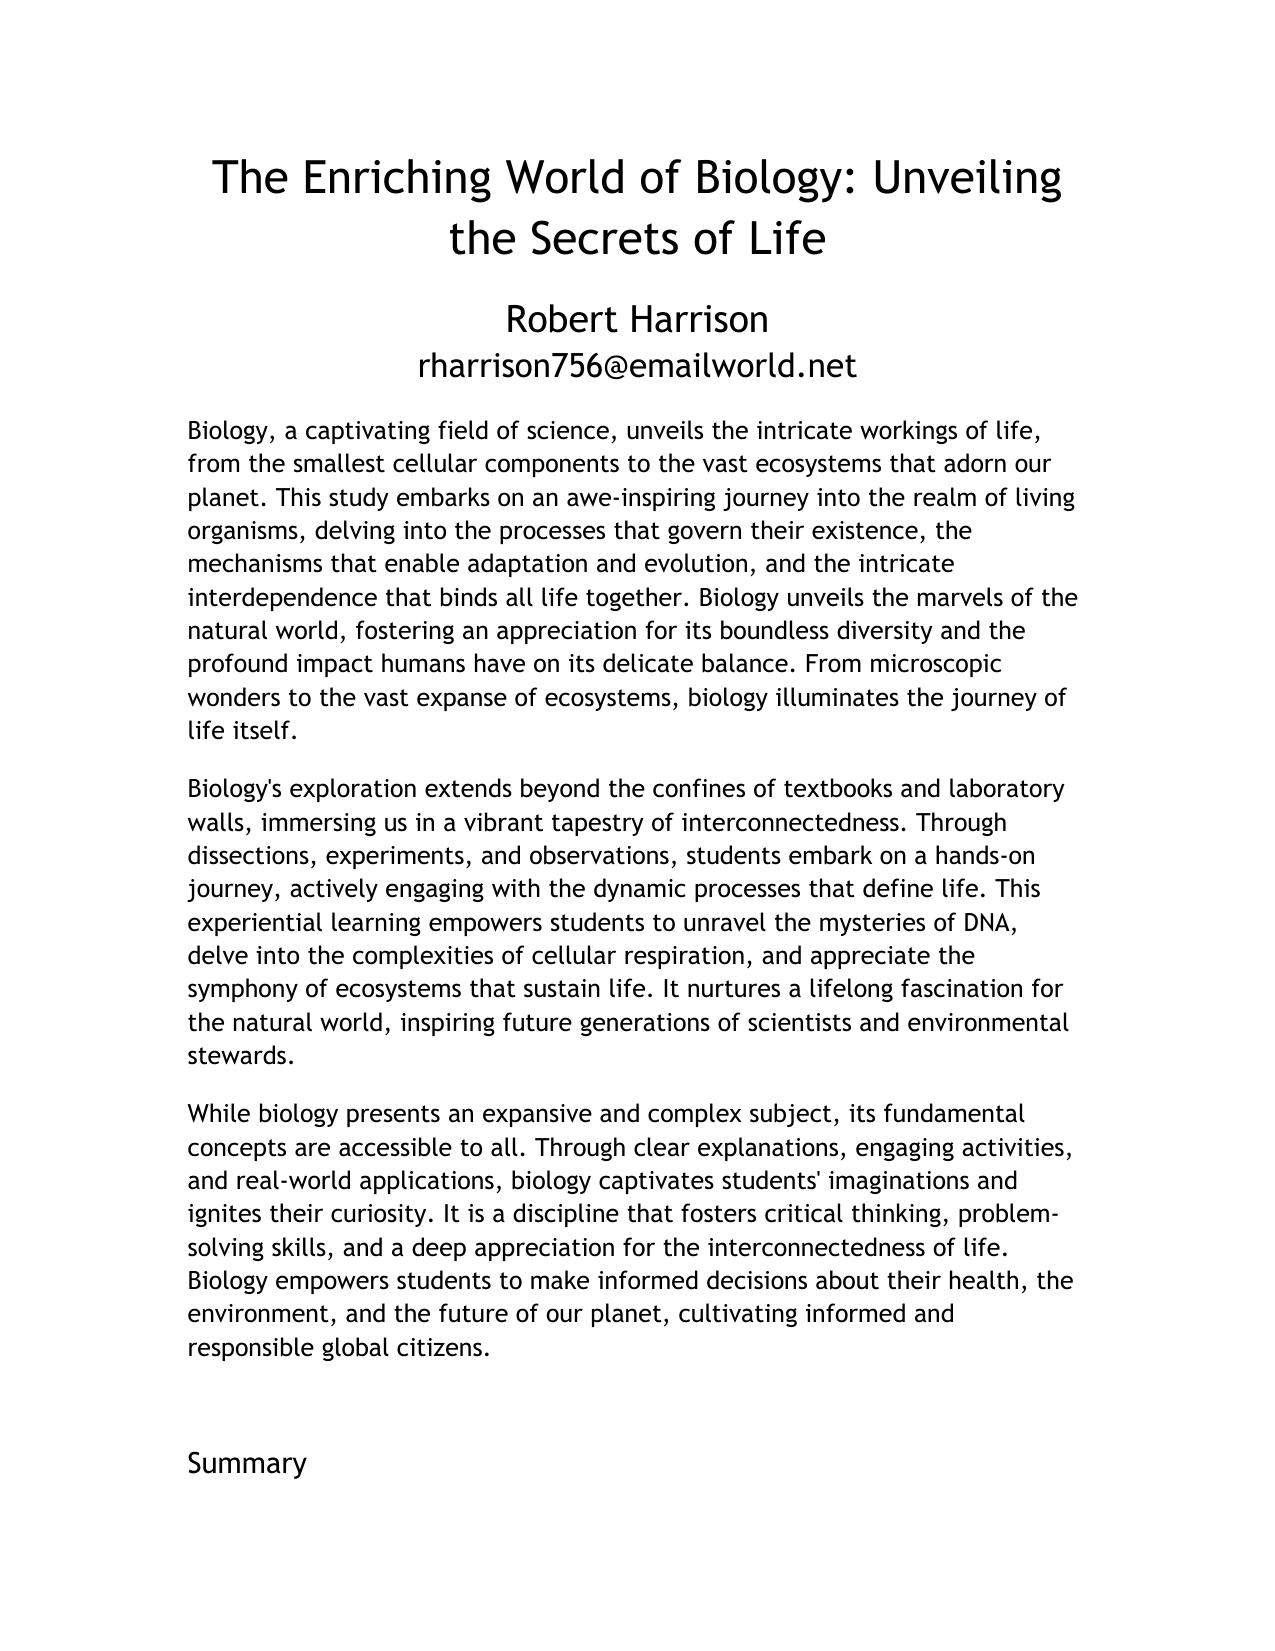 The Enriching World of Biology: Unveiling
the Secrets of Life
Robert Harrison
rharrison756@emailworld.net
Biology, a captivating field of science, unveils the intricate workings of life,
from the smallest cellular components to the vast ecosystems that adorn our
planet. This study embarks on an awe-inspiring journey into the realm of living
organisms, delving into the processes that govern their existence, the
mechanisms that enable adaptation and evolution, and the intricate
interdependence that binds all life together. Biology unveils the marvels of the
natural world, fostering an appreciation for its boundless diversity and the
profound impact humans have on its delicate balance. From microscopic
wonders to the vast expanse of ecosystems, biology illuminates the journey of
life itself.
Biology's exploration extends beyond the confines of textbooks and laboratory
walls, immersing us in a vibrant tapestry of interconnectedness. Through
dissections, experiments, and observations, students embark on a hands-on
journey, actively engaging with the dynamic processes that define life. This
experiential learning empowers students to unravel the mysteries of DNA,
delve into the complexities of cellular respiration, and appreciate the
symphony of ecosystems that sustain life. It nurtures a lifelong fascination for
the natural world, inspiring future generations of scientists and environmental
stewards.
While biology presents an expansive and complex subject, its fundamental
concepts are accessible to all. Through clear explanations, engaging activities,
and real-world applications, biology captivates students' imaginations and
ignites their curiosity. It is a discipline that fosters critical thinking, problem-
solving skills, and a deep appreciation for the interconnectedness of life.
Biology empowers students to make informed decisions about their health, the
environment, and the future of our planet, cultivating informed and
responsible global citizens.
Summary